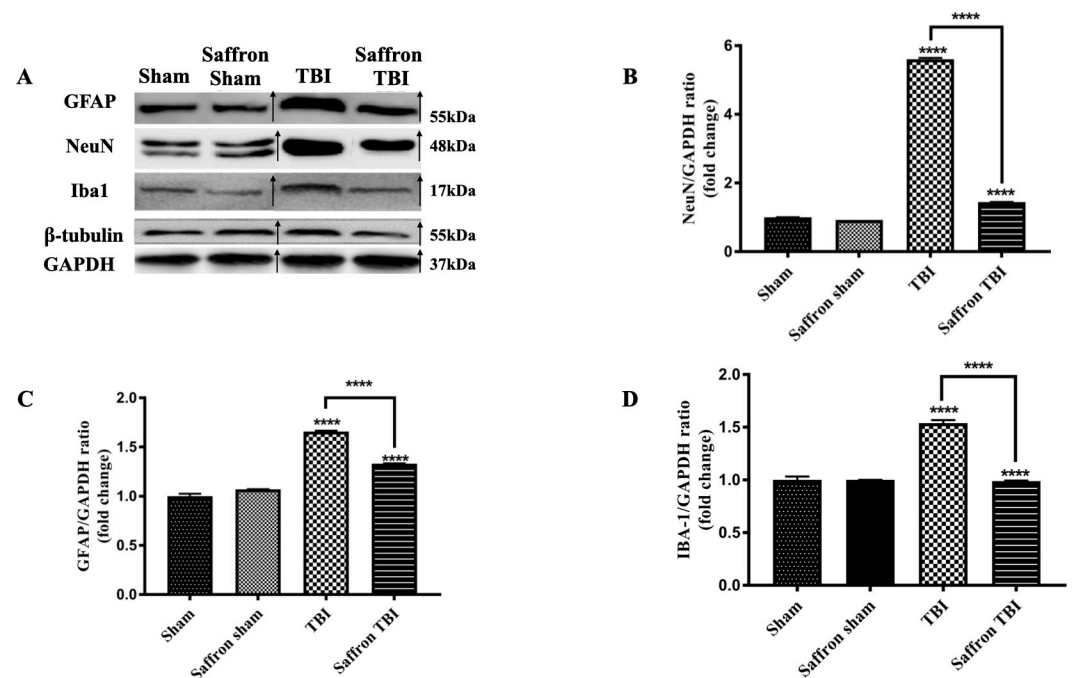 A
Sham
Saffron
Sham
TBI
Saffron
TBI
GFAP
55kDa
NeuN
48kDa
Iba1
17kDa
β-tubulin
55kDa
GAPDH
37kDa
B
NeuN/GAPDH ratio
(fold change)
6
4
2
0
****
****
****
Sham
Saffron sham
TBI
Saffron TBI
C
GFAP/GAPDH ratio
(fold change)
2.0
1.5
1.0
0.5
0.0
****
****
****
Sham
Saffron sham
TBI
Saffron TBI
D
IBA-1/GAPDH ratio
(fold change)
2.0
1.5
1.0
0.5
0.0
****
****
****
Sham
Saffron sham
TBI
Saffron TBI